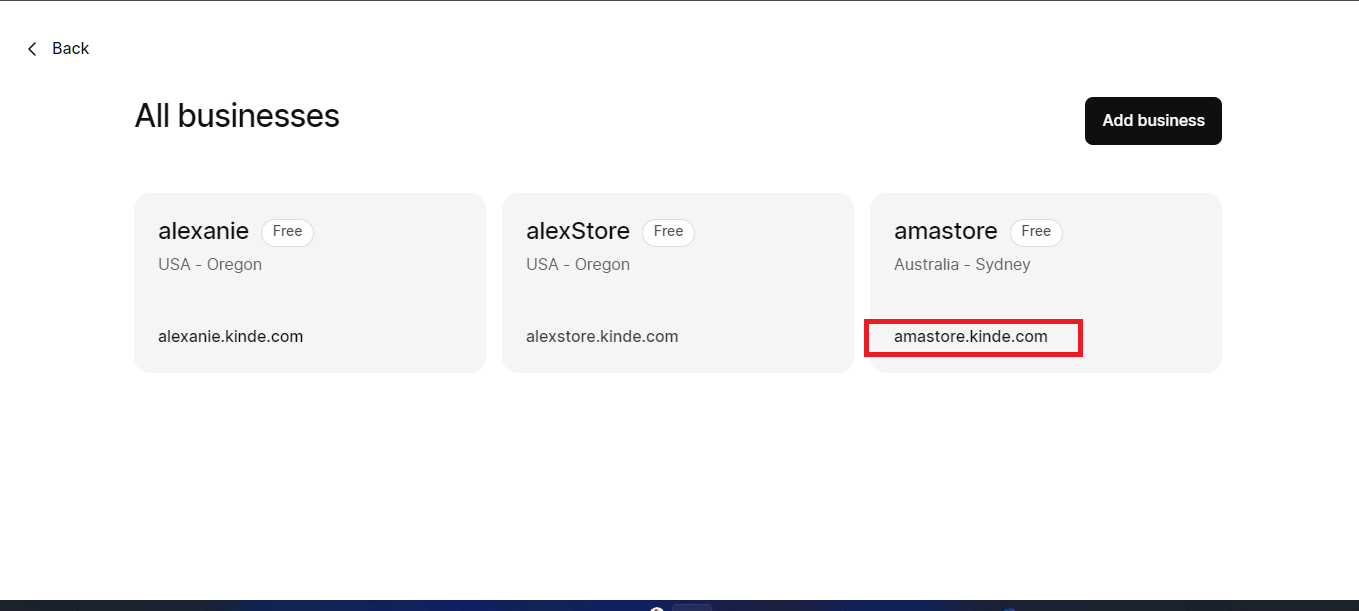 Back
All businesses
Add business
alexanie Free
USA - Oregon
alexanie.kinde.com
alexStore Free
USA - Oregon
alexstore.kinde.com
amastore Free
Australia - Sydney
amastore.kinde.com